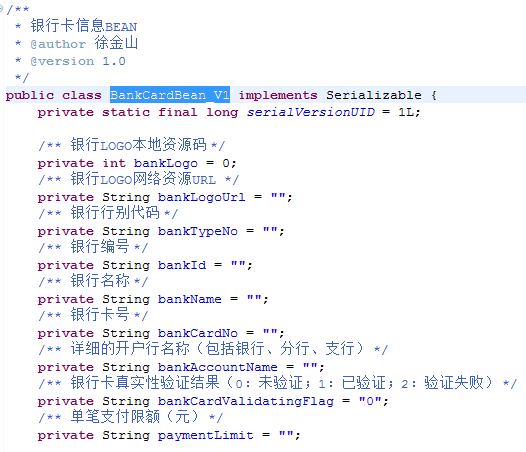 /**
 * 银行卡信息BEAN
 * @author 徐金山
 * @version 1.0
 */
public class BankCardBean_V1 implements Serializable {
    private static final long serialVersionUID = 1L;

    /** 银行LOGO本地资源码 */
    private int bankLogo = 0;
    /** 银行LOGO网络资源URL */
    private String bankLogoUrl = "";
    /** 银行行别代码 */
    private String bankTypeNo = "";
    /** 银行编号 */
    private String bankId = "";
    /** 银行名称 */
    private String bankName = "";
    /** 银行卡号 */
    private String bankCardNo = "";
    /** 详细的开户行名称（包括银行、分行、支行） */
    private String bankAccountName = "";
    /** 银行卡真实性验证结果（0：未验证；1：已验证；2：验证失败） */
    private String bankCardValidatingFlag = "0";
    /** 单笔支付限额（元） */
    private String paymentLimit = "";